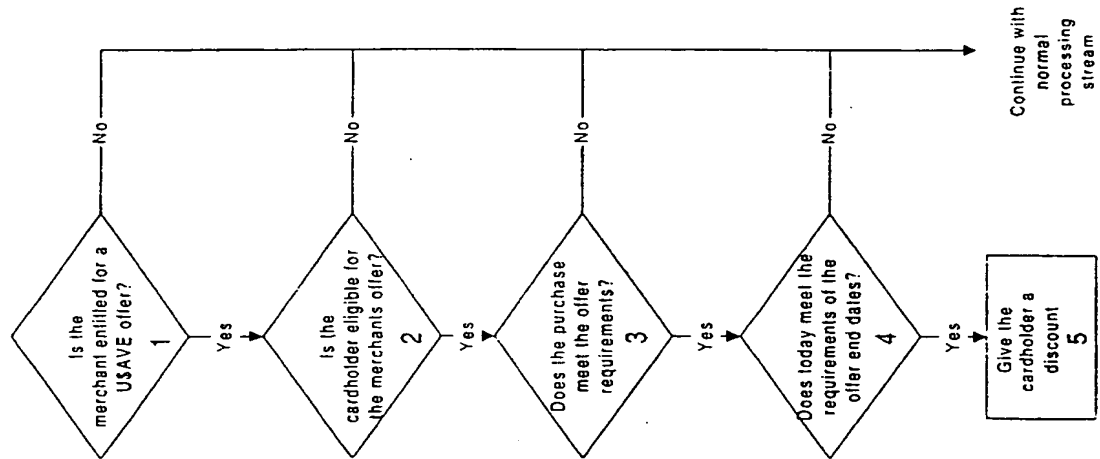 Is the
merchant entitled for a
U$AVE offer?
1
No
Yes
Is the
cardholder eligible for
the merchants offer?
2
No
Yes
Does the purchase
meet the offer
requirements?
3
No
Yes
Does today meet the
requirements of the
offer end dates?
4
No
Yes
Give the
cardholder a
discount
5
Continue with
normal
processing
stream